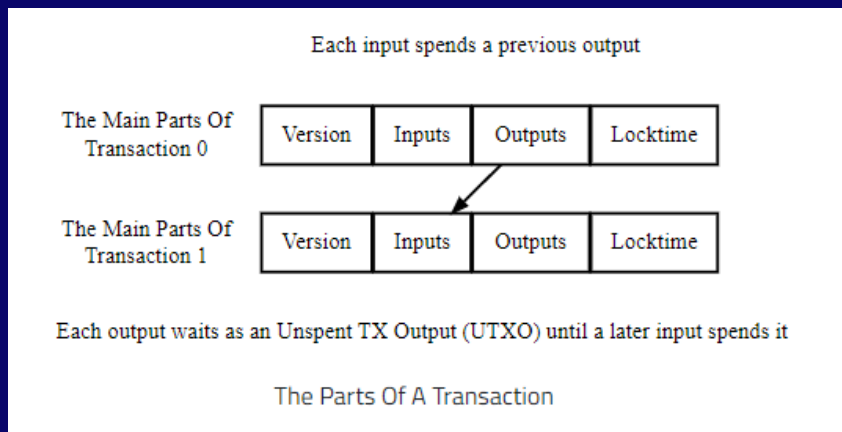 Each input spends a previous output
The Main Parts Of
Transaction 0
Version Inputs Outputs Locktime
The Main Parts Of
Transaction 1
Version Inputs Outputs Locktime
Each output waits as an Unspent TX Output (UTXO) until a later input spends it
The Parts Of A Transaction